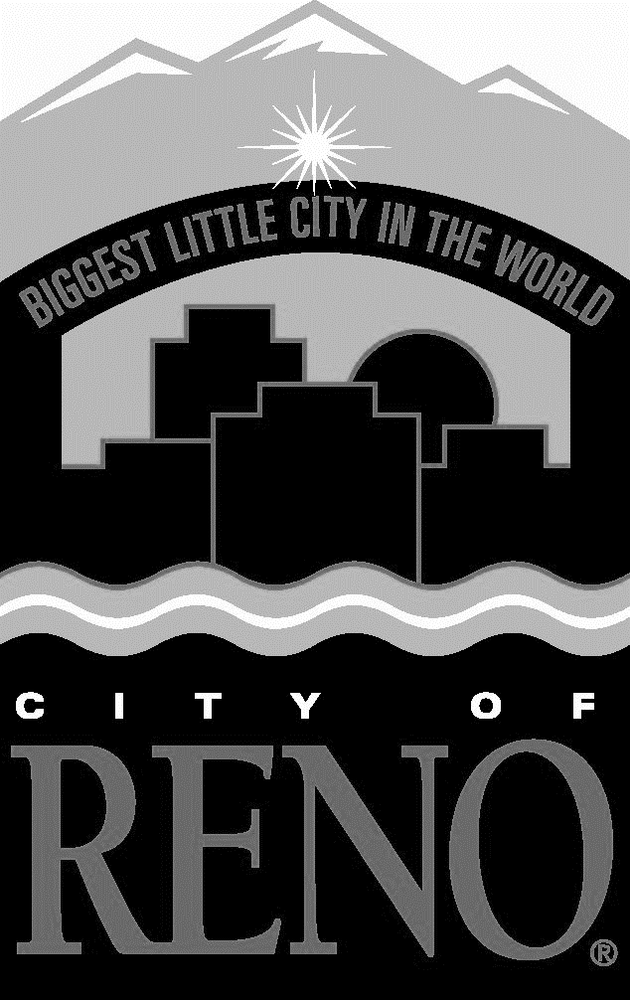 BIGGEST LITTLE CITY IN THE WORLD
CITY OF
RENO®